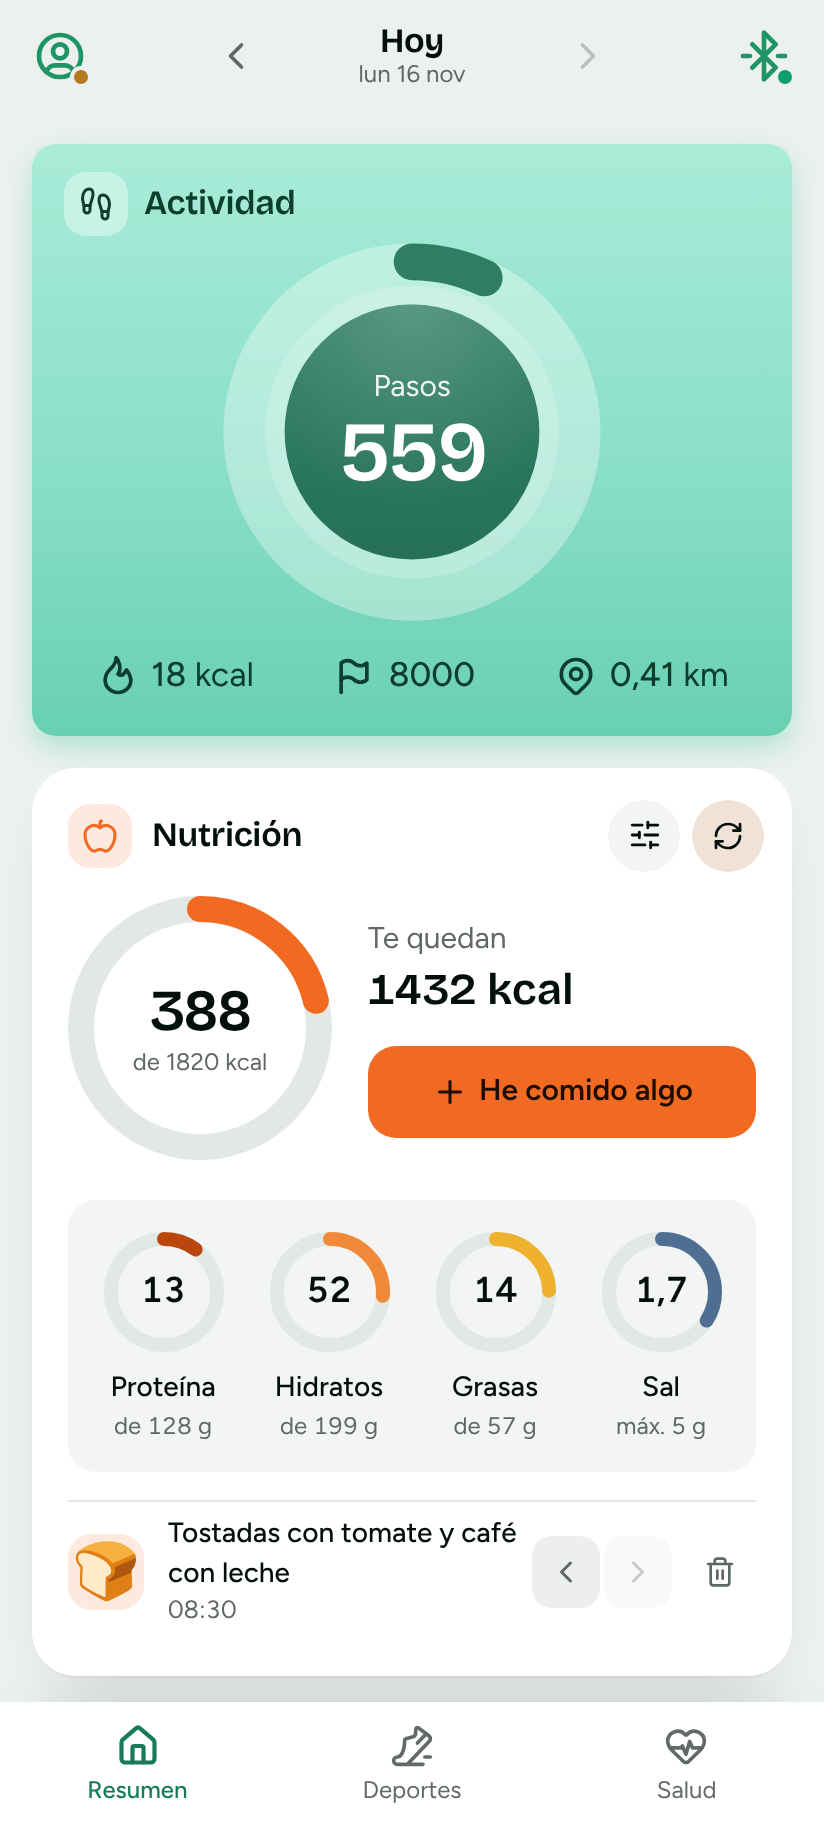 Hoy
lun 16 nov
Actividad
Pasos
559
18 kcal
8000
0,41 km
Nutrición
388
de 1820 kcal
Te quedan
1432 kcal
He comido algo
13
52
14
1,7
Proteína
Hidratos
Grasas
Sal
de 128 g
de 199 g
de 57 g
máx. 5 g
Tostadas con tomate y café
con leche
08:30
Resumen
Deportes
Salud